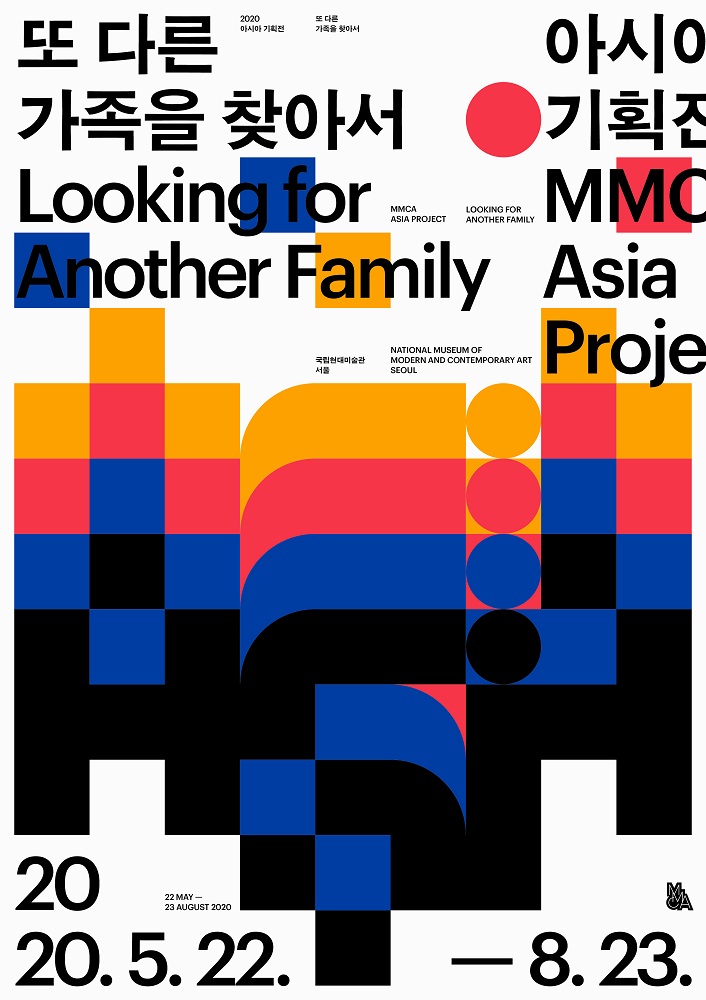 또 다른
가족을 찾아서
Looking for
Another Family
2020
아시아 기획전
또 다른
가족을 찾아서
아시아
기획전
MMC
Asia
Proje
MMCA
ASIA PROJECT
LOOKING FOR
ANOTHER FAMILY
국립현대미술관
서울
NATIONAL MUSEUM OF
MODERN AND CONTEMPORARY ART
SEOUL
20
22 MAY —
23 AUGUST 2020
MMCA
20. 5. 22. — 8. 23.